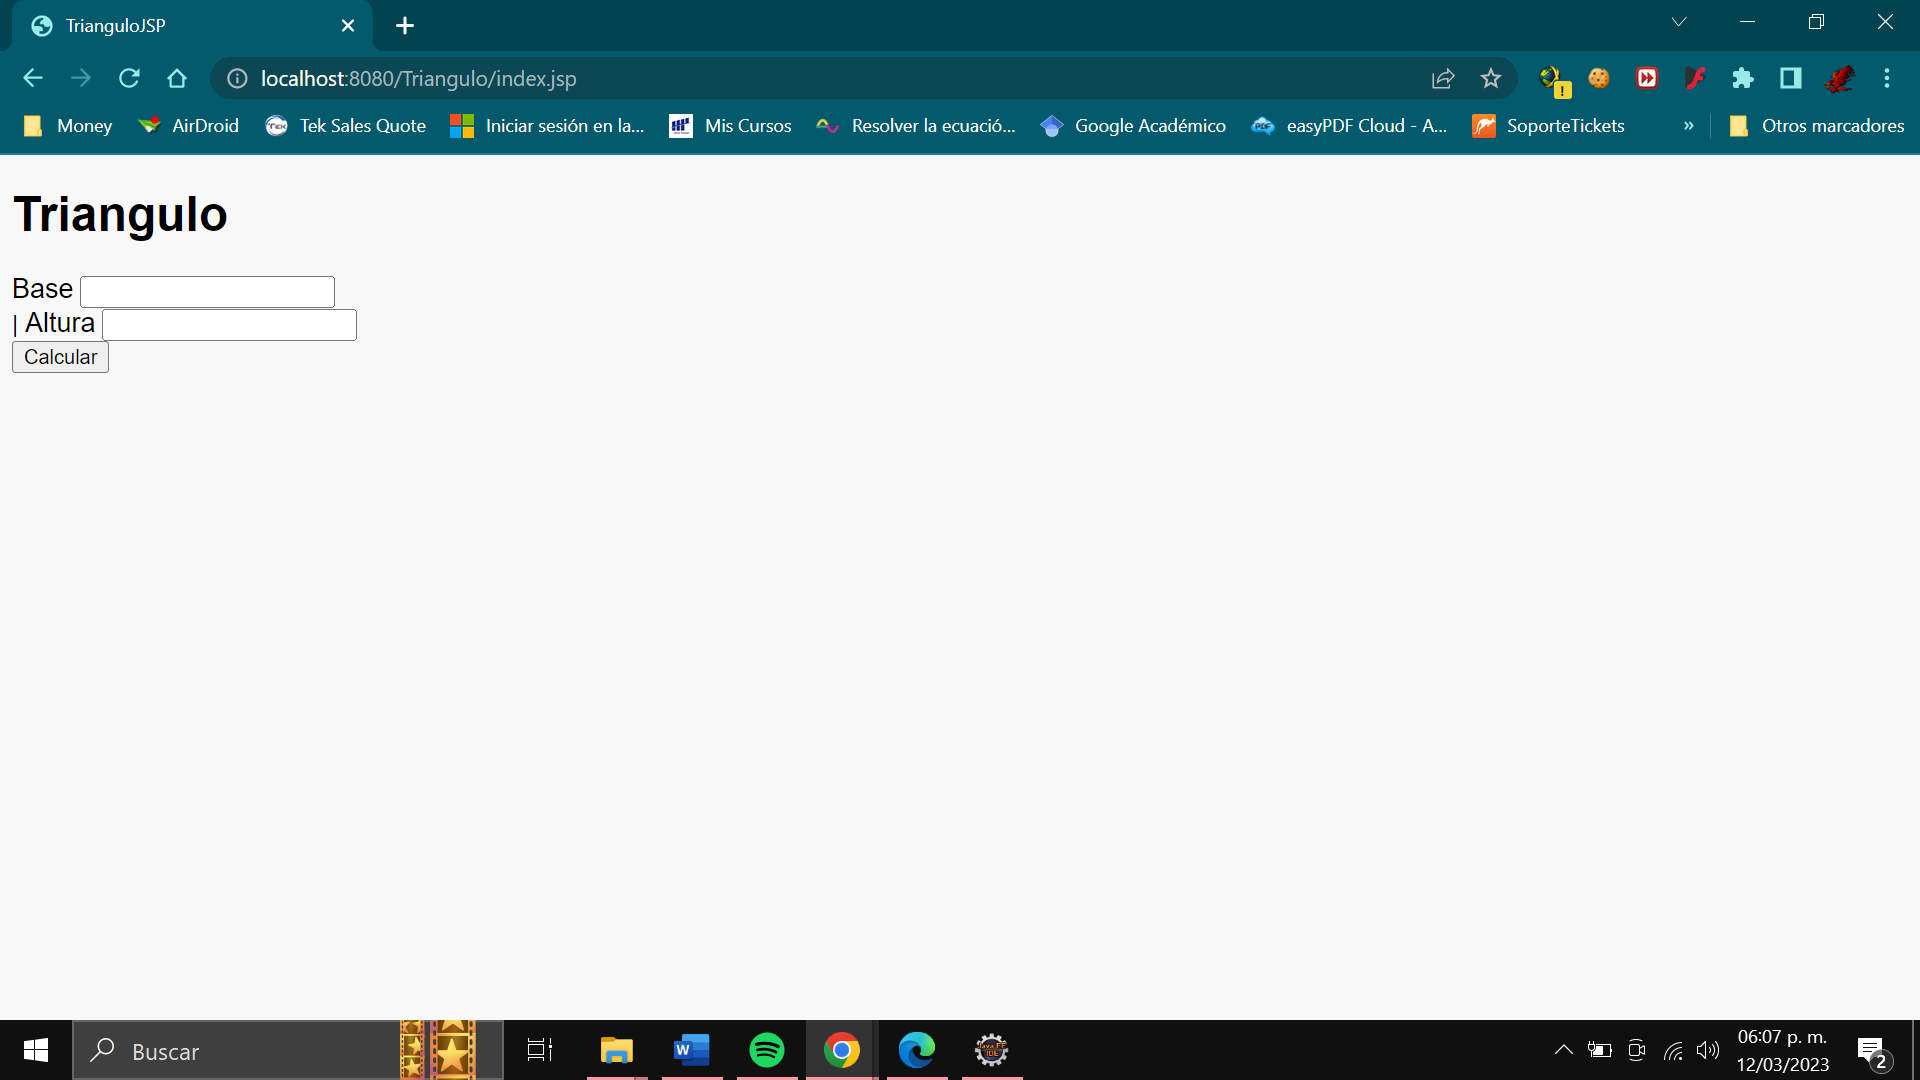 TrianguloJSP
localhost:8080/Triangulo/index.jsp
Money AirDroid Tek Sales Quote Iniciar sesión en la... Mis Cursos Resolver la ecuació... Google Académico easyPDF Cloud - A... SoporteTickets » Otros marcadores
Triangulo
Base
| Altura
Calcular
Buscar
06:07 p. m.
12/03/2023
2